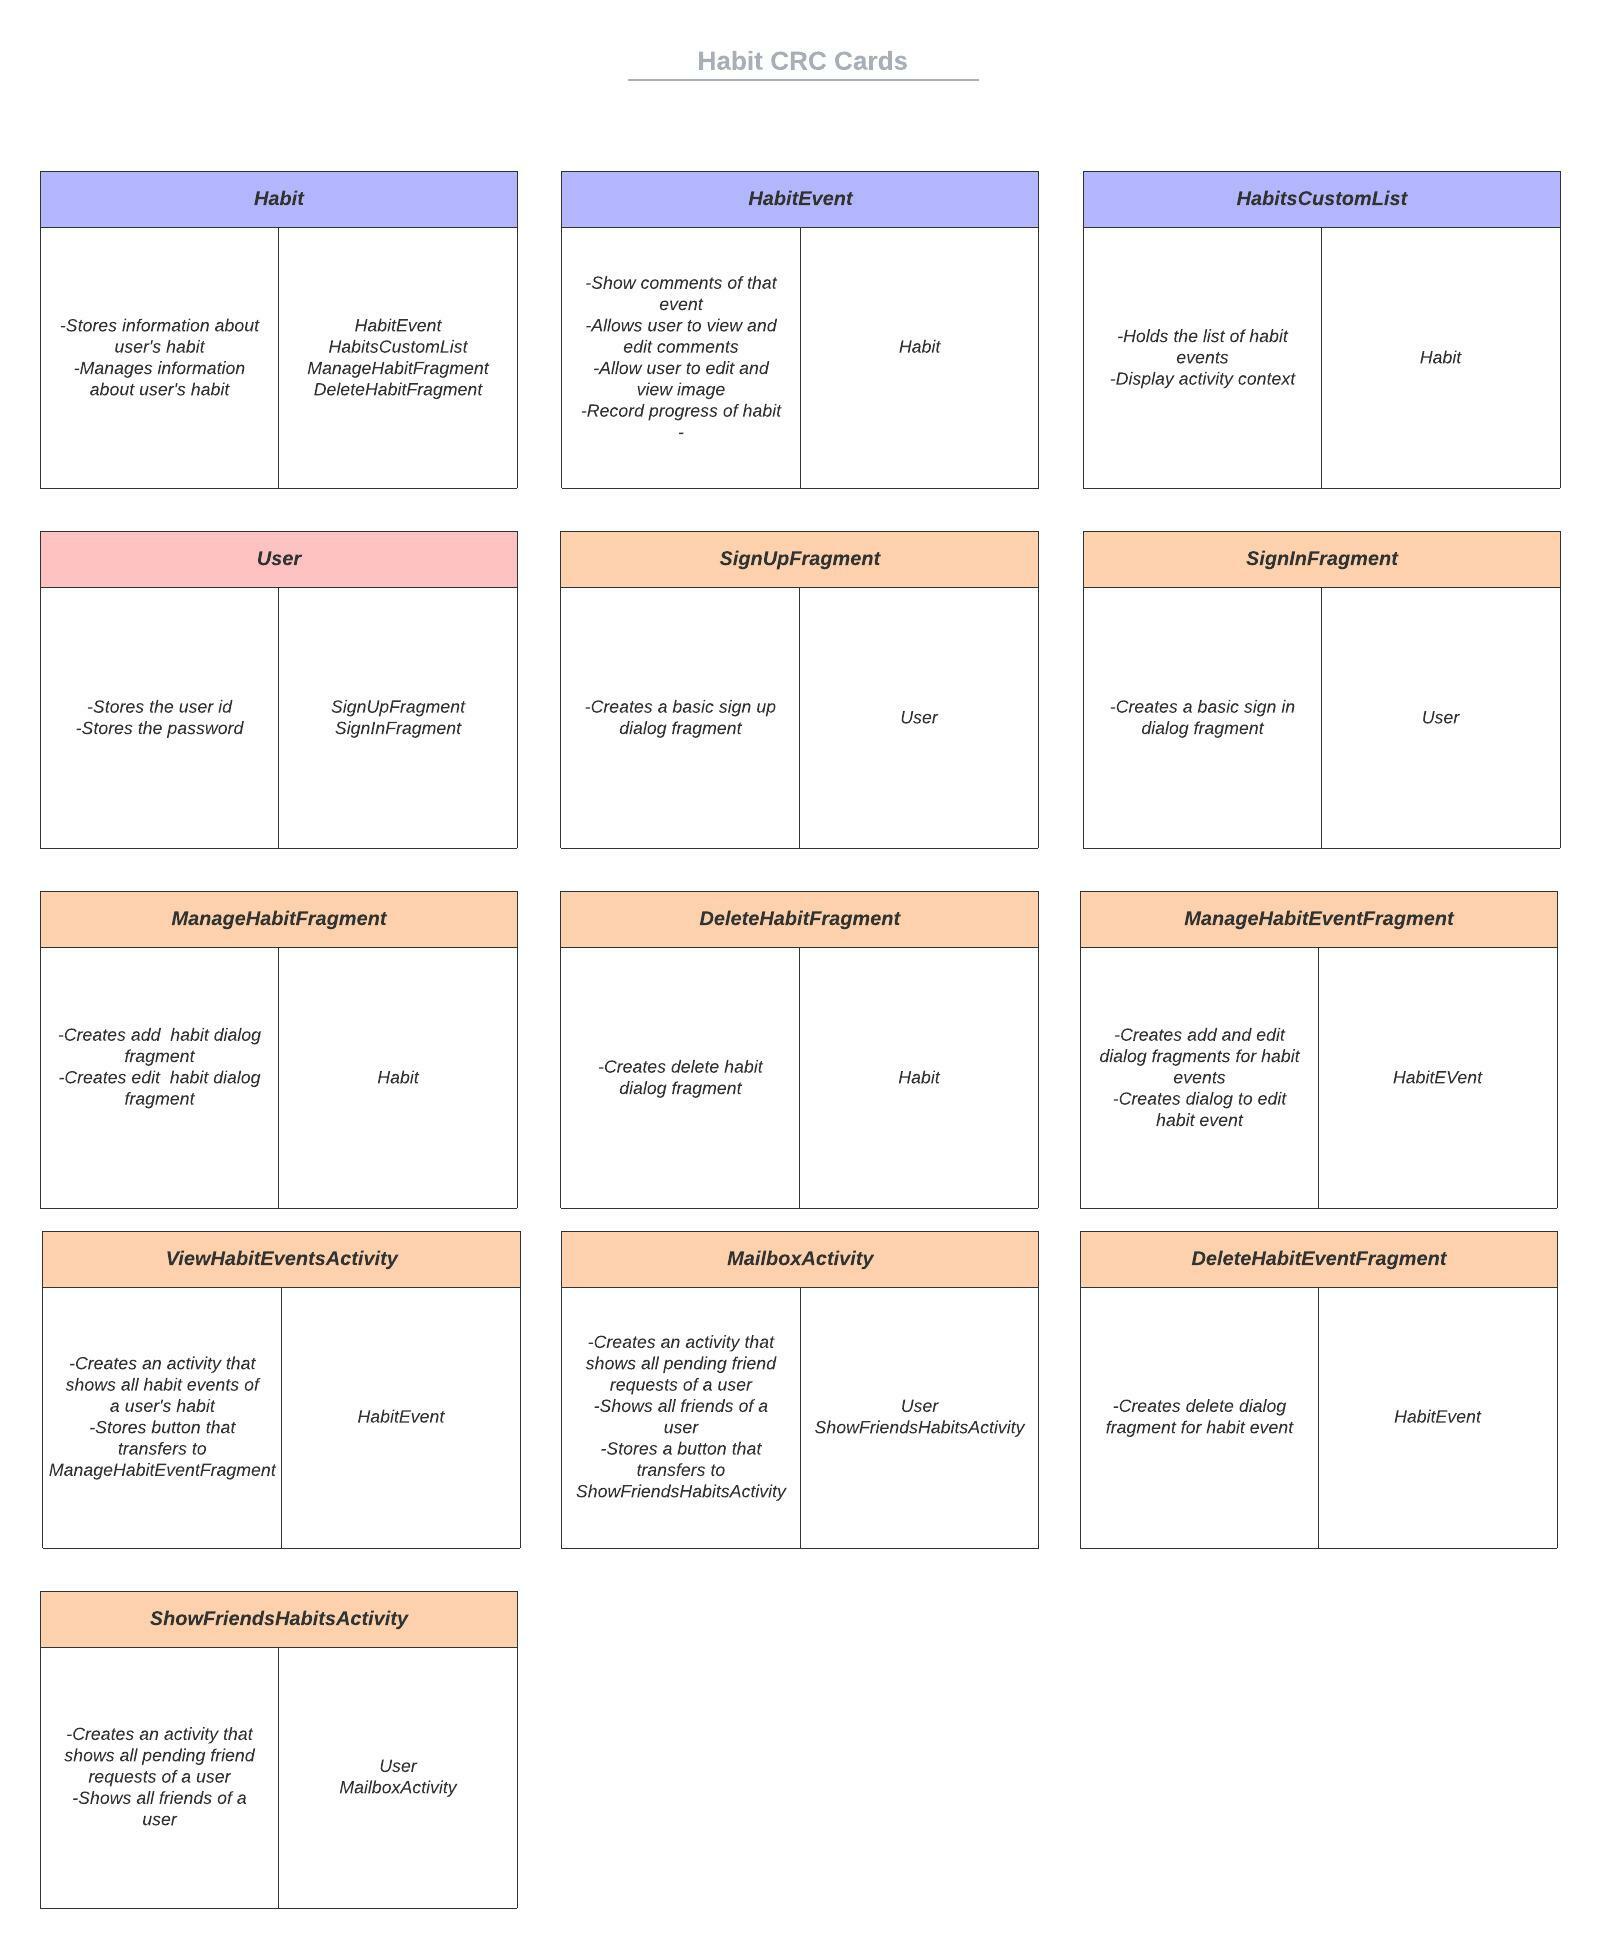 Habit CRC Cards
Habit
-Stores information about
user's habit
-Manages information
about user's habit
HabitEvent
HabitsCustomList
ManageHabitFragment
DeleteHabitFragment
HabitEvent
-Show comments of that
event
-Allows user to view and
edit comments
-Allow user to edit and
view image
-Record progress of habit
-
Habit
HabitsCustomList
-Holds the list of habit
events
-Display activity context
Habit
User
-Stores the user id
-Stores the password
SignUpFragment
SignInFragment
SignUpFragment
-Creates a basic sign up
dialog fragment
User
SignInFragment
-Creates a basic sign in
dialog fragment
User
ManageHabitFragment
-Creates add  habit dialog
fragment
-Creates edit  habit dialog
fragment
Habit
DeleteHabitFragment
-Creates delete habit
dialog fragment
Habit
ManageHabitEventFragment
-Creates add and edit
dialog fragments for habit
events
-Creates dialog to edit
habit event
HabitEVent
ViewHabitEventsActivity
-Creates an activity that
shows all habit events of
a user's habit
-Stores button that
transfers to
ManageHabitEventFragment
HabitEvent
MailboxActivity
-Creates an activity that
shows all pending friend
requests of a user
-Shows all friends of a
user
-Stores a button that
transfers to
ShowFriendsHabitsActivity
User
ShowFriendsHabitsActivity
DeleteHabitEventFragment
-Creates delete dialog
fragment for habit event
HabitEvent
ShowFriendsHabitsActivity
-Creates an activity that
shows all pending friend
requests of a user
-Shows all friends of a
user
User
MailboxActivity